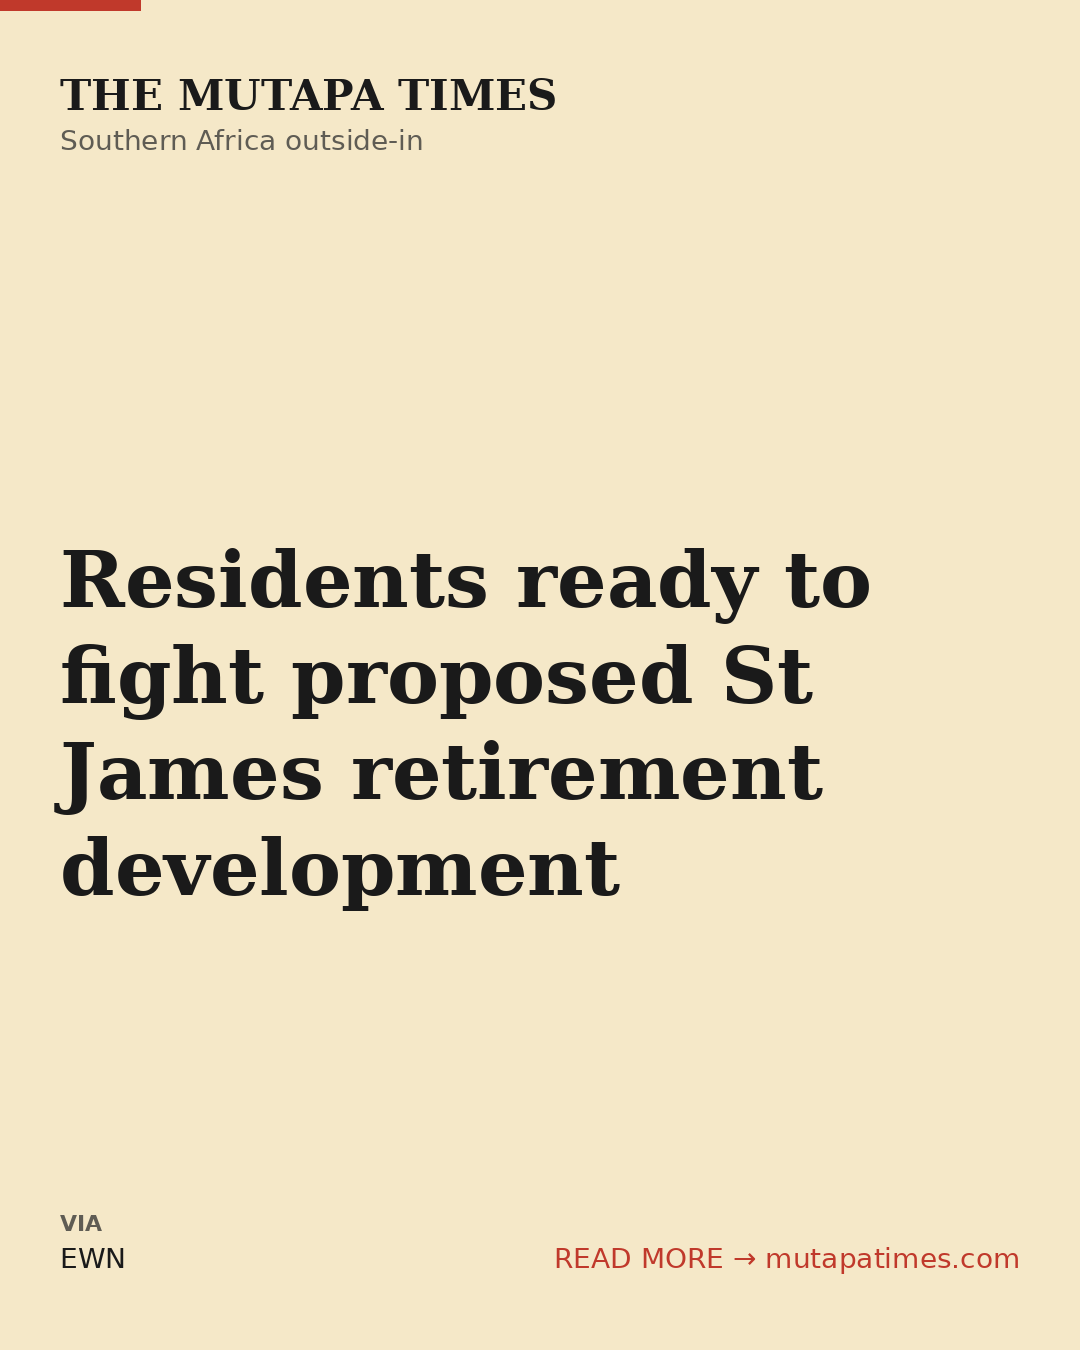 THE MUTAPA TIMES
Southern Africa outside-in
Residents ready to
fight proposed St
James retirement
development
VIA
EWN
READ MORE → mutapatimes.com